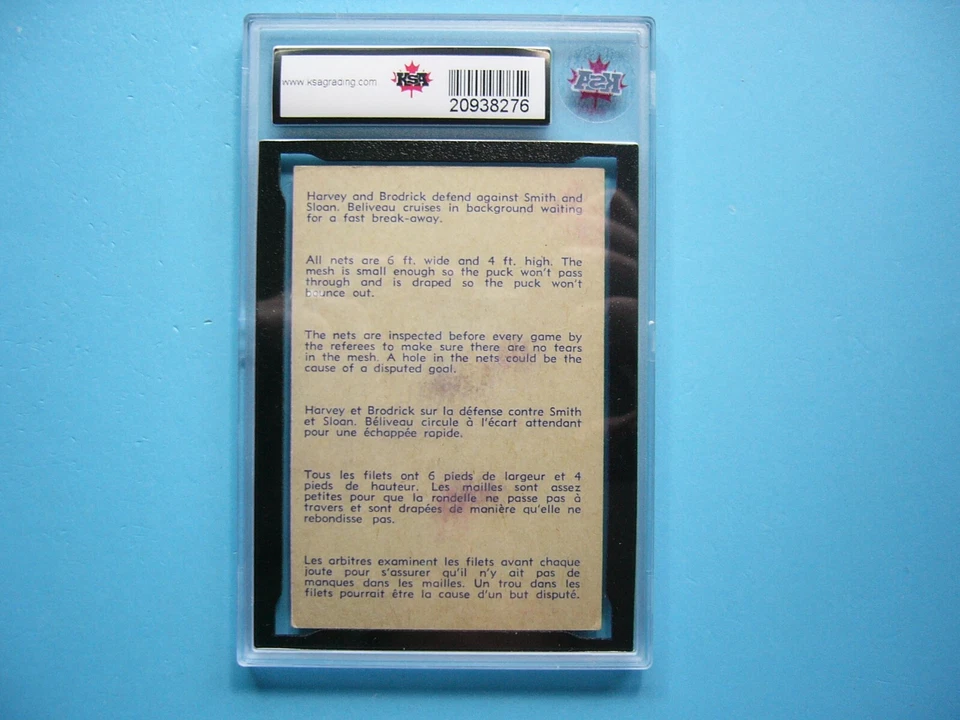 www.ksagrading.com
KSA
20938276
KSA
Harvey and Brodrick defend against Smith and
Sloan. Beliveau cruises in background waiting
for a fast break-away.
All nets are 6 ft. wide and 4 ft. high. The
mesh is small enough so the puck won't pass
through and is draped so the puck won't
bounce out.
The nets are inspected before every game by
the referees to make sure there are no tears
in the mesh. A hole in the nets could be the
cause of a disputed goal.
Harvey et Brodrick sur la défense contre Smith
et Sloan. Béliveau circule à l'écart attendant
pour une échappée rapide.
Tous les filets ont 6 pieds de largeur et 4
pieds de hauteur. Les mailles sont assez
petites pour que la rondelle ne passe pas à
travers et sont drapées de manière qu'elle ne
rebondisse pas.
Les arbitres examinent les filets avant chaque
joute pour s'assurer qu'il n'y ait pas de
manques dans les mailles. Un trou dans les
filets pourrait être la cause d'un but disputé.